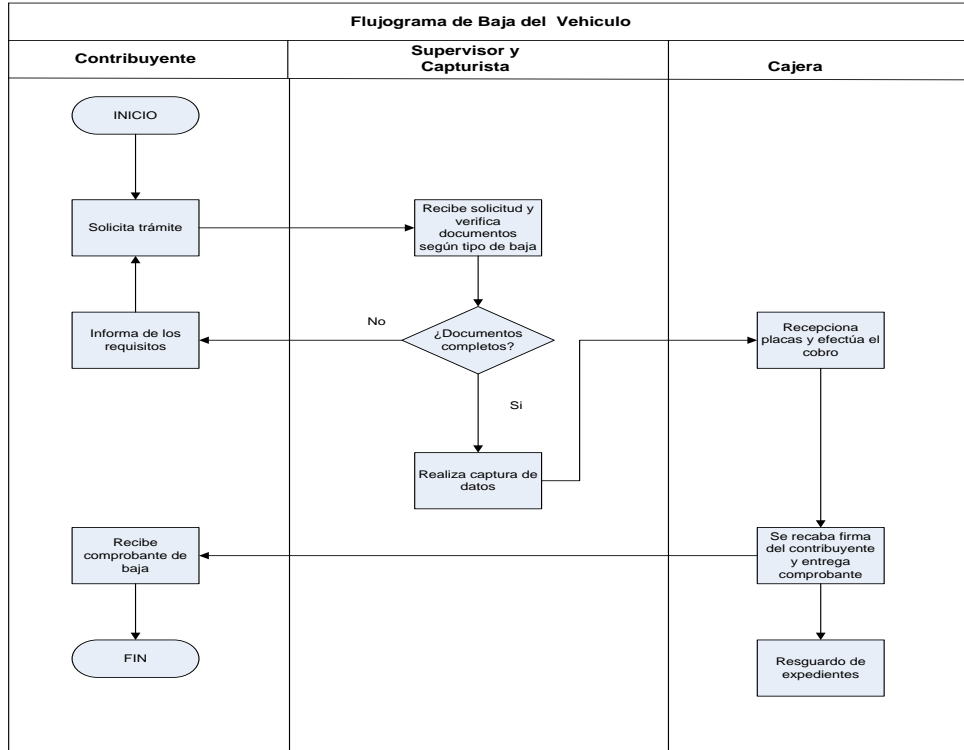 Flujograma de Baja del Vehiculo
Contribuyente
Supervisor y
Capturista
Cajera
INICIO
Solicita trámite
Recibe solicitud y
verifica
documentos
según tipo de baja
Informa de los
requisitos
No
¿Documentos
completos?
Recepciona
placas y efectúa el
cobro
Si
Realiza captura de
datos
Recibe
comprobante de
baja
Se recaba firma
del contribuyente
y entrega
comprobante
FIN
Resguardo de
expedientes